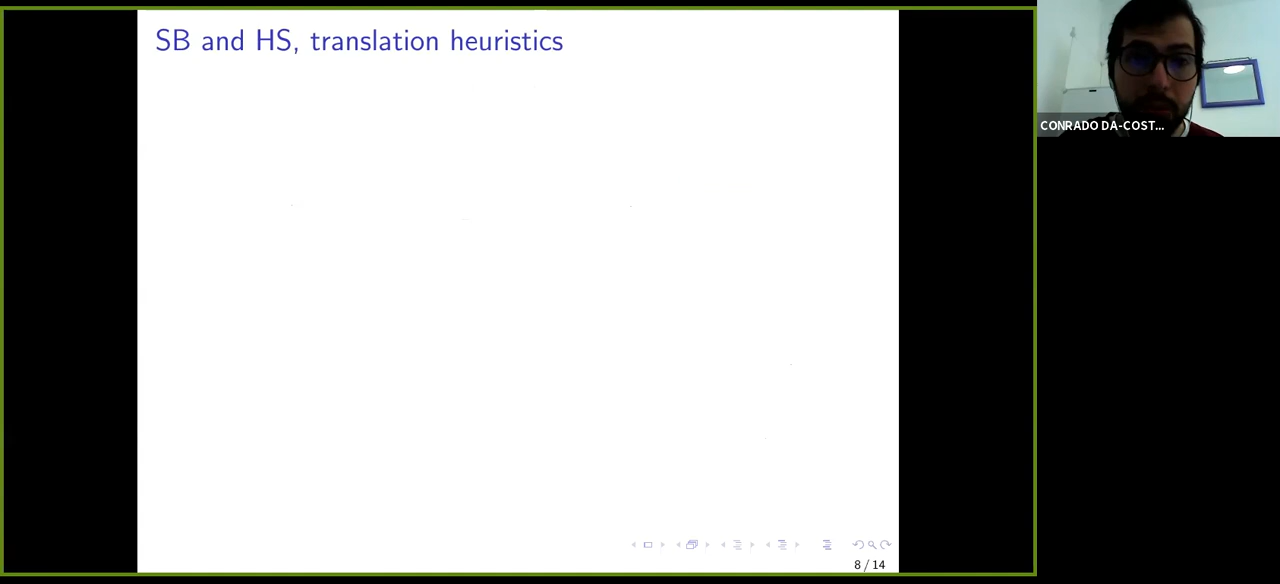 SB and HS, translation heuristics
CONRADO DA-COST...
8 / 14